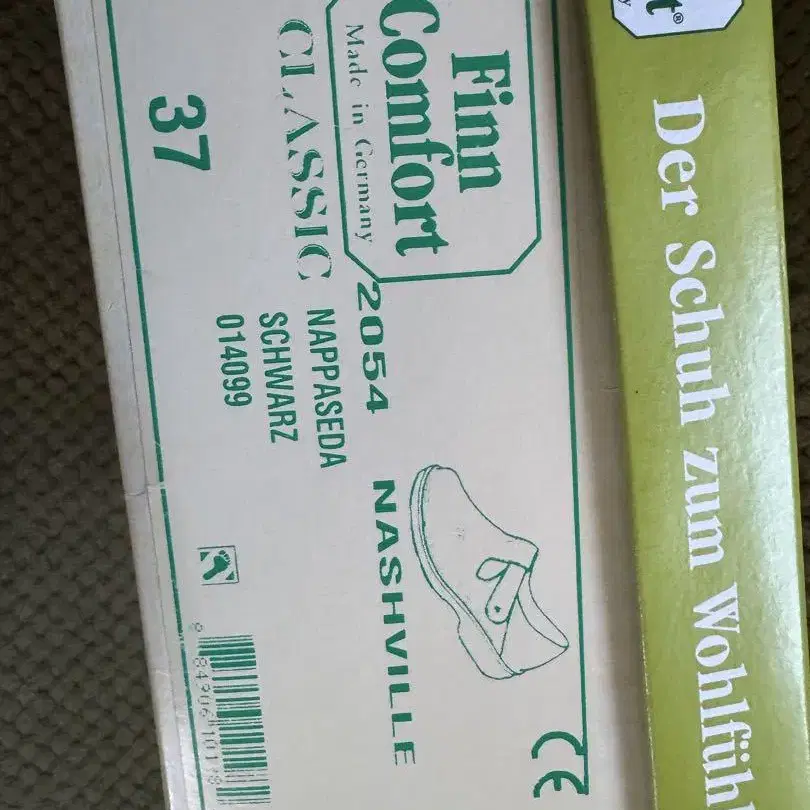 Finn
Comfort
Made in Germany
CLASSIC
37
2054 NASHVILLE
NAPPASEDA
SCHWARZ
014099
CE
t®
y
Der Schuh zum Wohlfüh